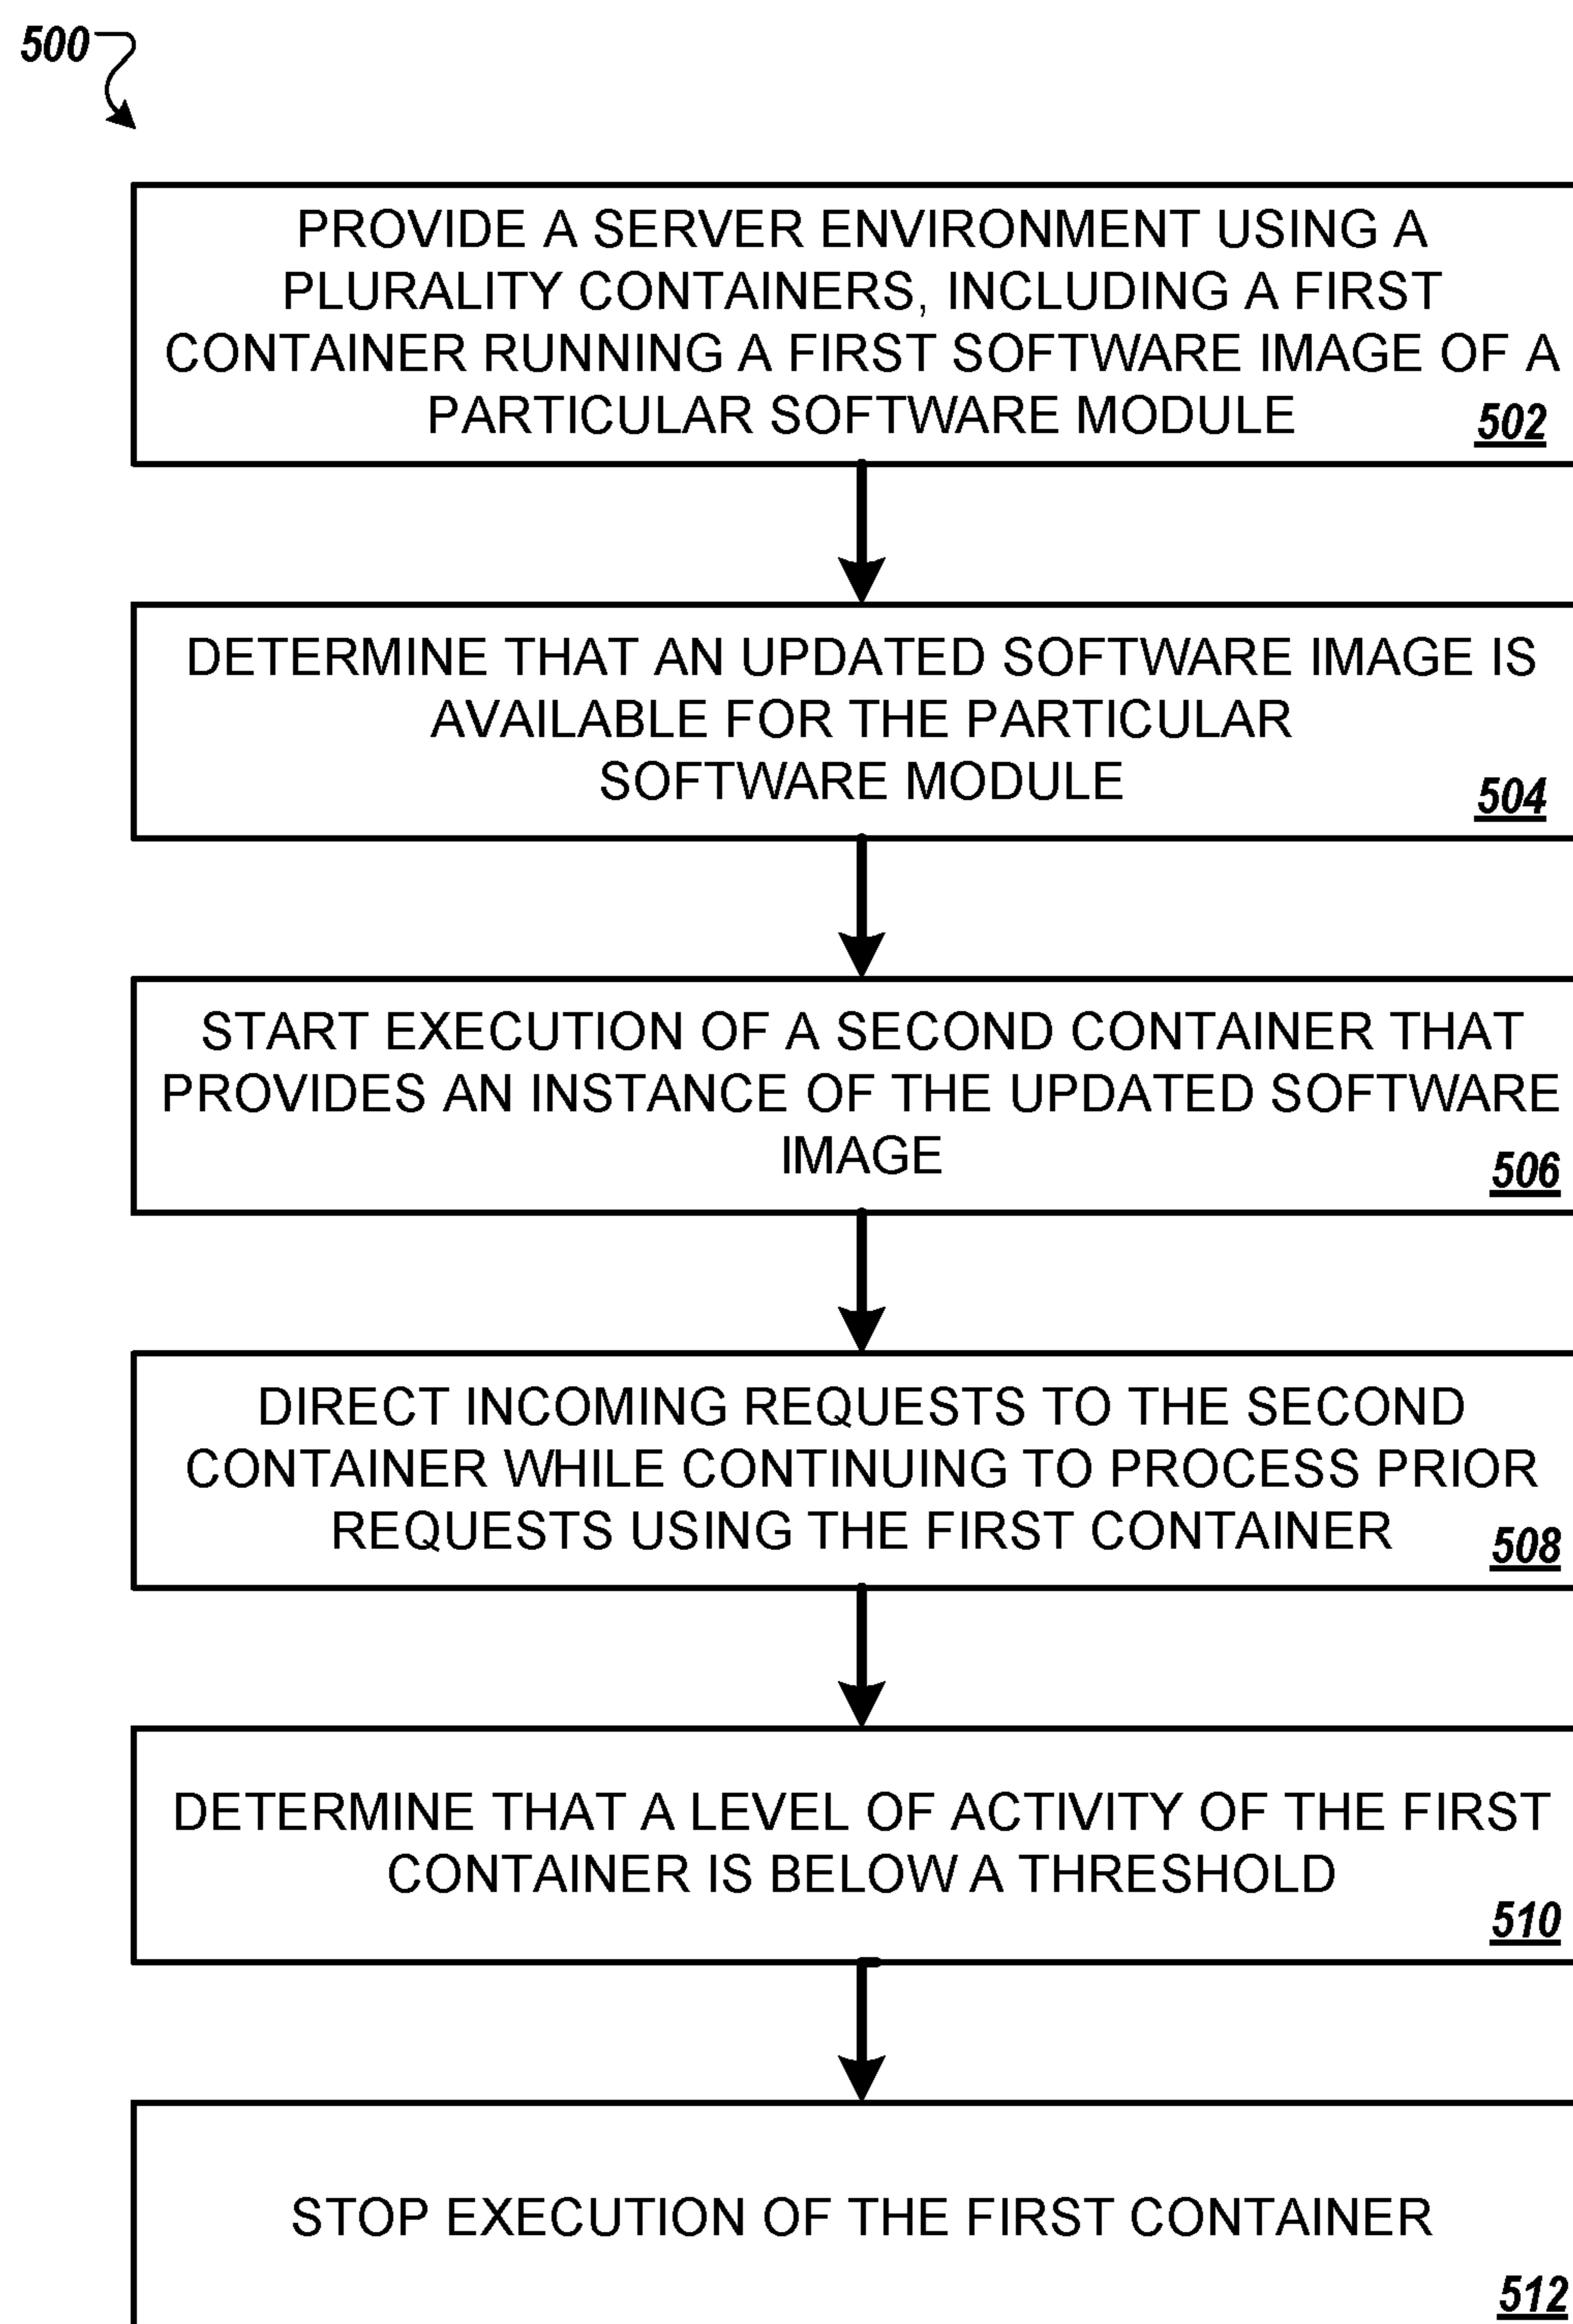 500
PROVIDE A SERVER ENVIRONMENT USING A
PLURALITY CONTAINERS, INCLUDING A FIRST
CONTAINER RUNNING A FIRST SOFTWARE IMAGE OF A
PARTICULAR SOFTWARE MODULE
502
DETERMINE THAT AN UPDATED SOFTWARE IMAGE IS
AVAILABLE FOR THE PARTICULAR
SOFTWARE MODULE
504
START EXECUTION OF A SECOND CONTAINER THAT
PROVIDES AN INSTANCE OF THE UPDATED SOFTWARE
IMAGE
506
DIRECT INCOMING REQUESTS TO THE SECOND
CONTAINER WHILE CONTINUING TO PROCESS PRIOR
REQUESTS USING THE FIRST CONTAINER
508
DETERMINE THAT A LEVEL OF ACTIVITY OF THE FIRST
CONTAINER IS BELOW A THRESHOLD
510
STOP EXECUTION OF THE FIRST CONTAINER
512